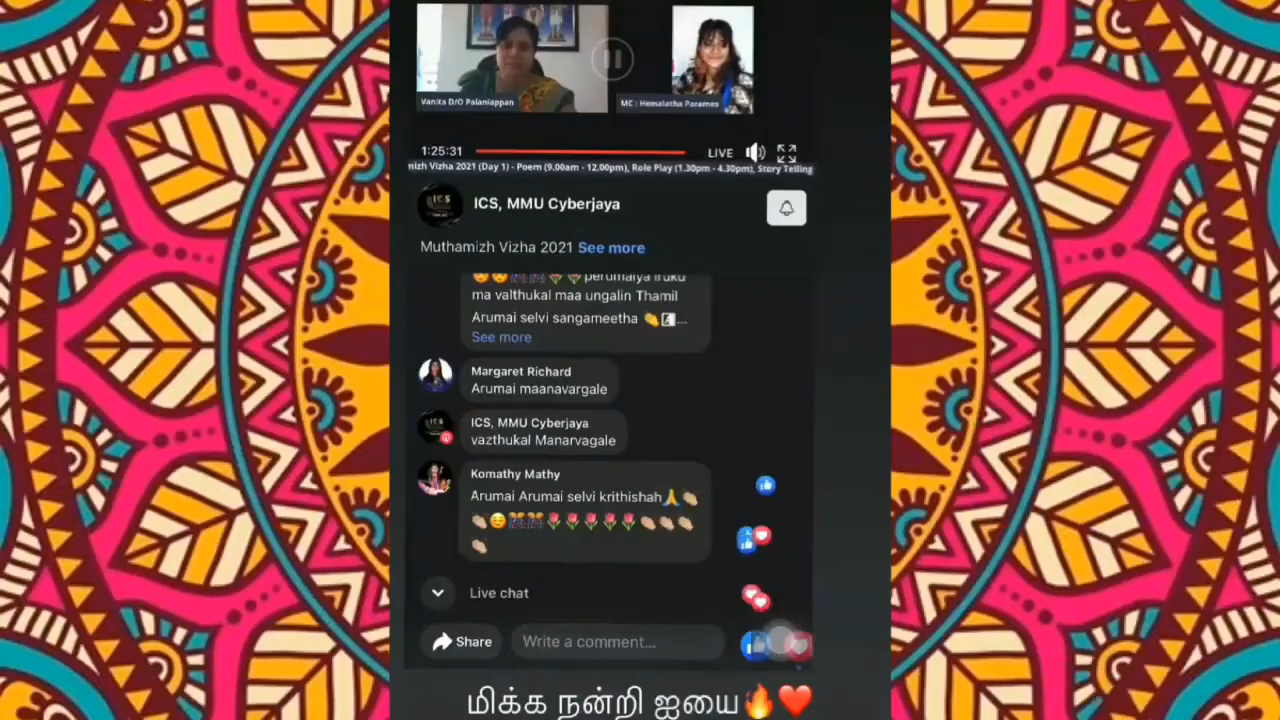 Vanita D/O Palaniappan
MC : Hemalatha Parames
1:25:31
LIVE
mizh Vizha 2021 (Day 1) - Poem (9.00am - 12.00pm), Role Play (1.30pm - 4.30pm), Story Telling
ICS
ICS, MMU Cyberjaya
Muthamizh Vizha 2021 See more
😍😍🎊🎊🌷🌷perumaiya iruku
ma valthukal maa ungalin Thamil
Arumai selvi sangameetha 👏...
See more
Margaret Richard
Arumai maanavargale
ICS, MMU Cyberjaya
vazthukal Manarvagale
Komathy Mathy
Arumai Arumai selvi krithishah🙏👏🏼
👏🏼☺️🎊🎊🌷🌷🌷🌷🌷👏🏼👏🏼👏🏼
👏🏼
Live chat
Share
Write a comment...
மிக்க நன்றி ஐயை🔥❤️